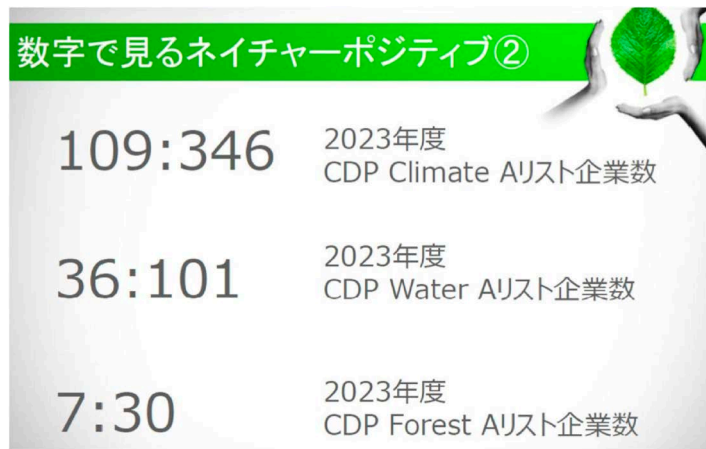 数字で見るネイチャーポジティブ②
109:346
2023年度
CDP Climate Aリスト企業数
36:101
2023年度
CDP Water Aリスト企業数
7:30
2023年度
CDP Forest Aリスト企業数